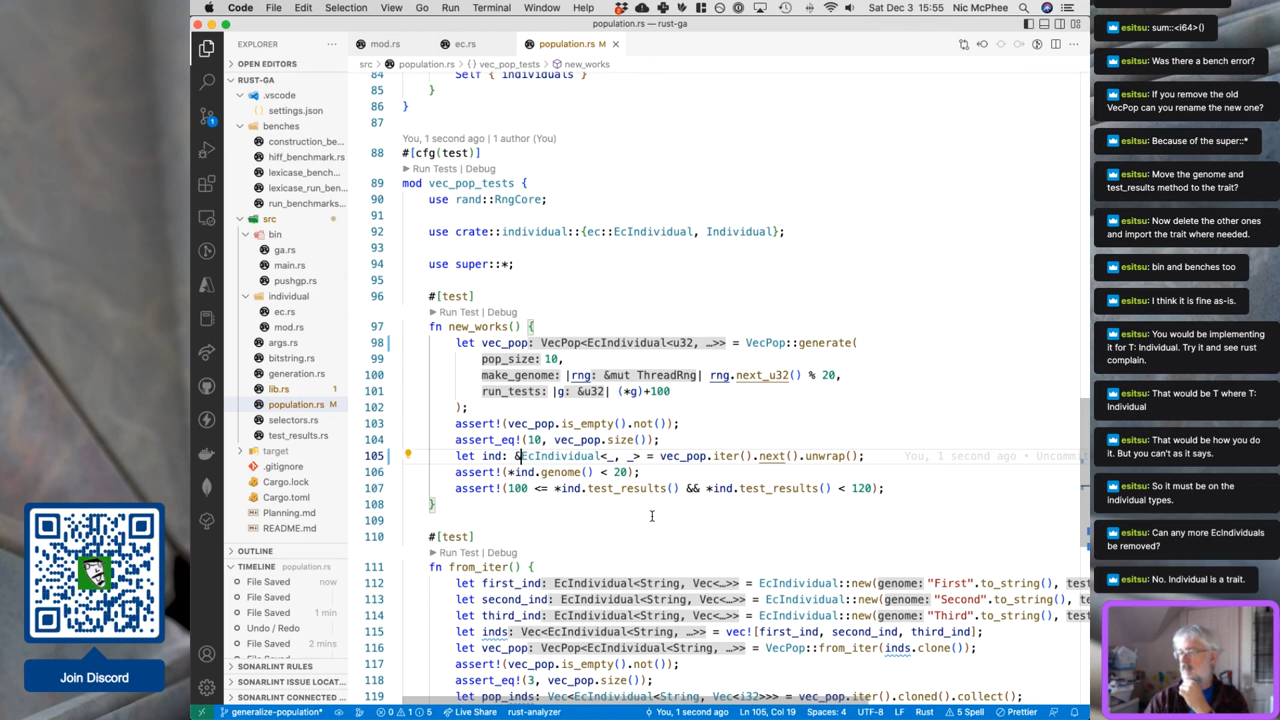 Code File Edit Selection View Go Run Terminal Window Help
Sat Dec 3 15:55 Nic McPhee
population.rs — rust-ga
EXPLORER
OPEN EDITORS
RUST-GA
.vscode
settings.json
benches
construction_be...
hiff_benchmark.rs
lexicase_bench...
lexicase_run_ben...
run_benchmarks...
src
bin
ga.rs
main.rs
pushgp.rs
individual
ec.rs
mod.rs
args.rs
bitstring.rs
generation.rs
lib.rs 1
population.rs M
selectors.rs
test_results.rs
target
.gitignore
Cargo.lock
Cargo.toml
Planning.md
README.md
OUTLINE
TIMELINE population.rs
File Saved now
File Saved
File Saved 1 min
Undo / Redo
File Saved 2 mins
SONARLINT RULES
SONARLINT ISSUE LOCAT...
SONARLINT CONNECTED ...
mod.rs ec.rs population.rs M
src > population.rs > {} vec_pop_tests > new_works
84 Self { individuals }
85 }
86 }
87
You, 1 second ago | 1 author (You)
88 #[cfg(test)]
Run Tests | Debug
89 mod vec_pop_tests {
90 use rand::RngCore;
91
92 use crate::individual::{ec::EcIndividual, Individual};
93
94 use super::*;
95
96 #[test]
Run Test | Debug
97 fn new_works() {
98 let vec_pop: VecPop<EcIndividual<u32, …>> = VecPop::generate(
99 pop_size: 10,
100 make_genome: |rng: &mut ThreadRng| rng.next_u32() % 20,
101 run_tests: |g: &u32| (*g)+100
102 );
103 assert!(vec_pop.is_empty().not());
104 assert_eq!(10, vec_pop.size());
105 let ind: &EcIndividual<_, _> = vec_pop.iter().next().unwrap(); You, 1 second ago • Uncommit
106 assert!(*ind.genome() < 20);
107 assert!(100 <= *ind.test_results() && *ind.test_results() < 120);
108 }
109
110 #[test]
Run Test | Debug
111 fn from_iter() {
112 let first_ind: EcIndividual<String, Vec<…>> = EcIndividual::new(genome: "First".to_string(), test
113 let second_ind: EcIndividual<String, Vec<…>> = EcIndividual::new(genome: "Second".to_string(), te
114 let third_ind: EcIndividual<String, Vec<…>> = EcIndividual::new(genome: "Third".to_string(), test
115 let inds: Vec<EcIndividual<String, …>> = vec![first_ind, second_ind, third_ind];
116 let vec_pop: VecPop<EcIndividual<String, …>> = VecPop::from_iter(inds.clone());
117 assert!(vec_pop.is_empty().not());
118 assert_eq!(3, vec_pop.size());
119 let pop_inds: Vec<EcIndividual<String, Vec<i32>>> = vec_pop.iter().cloned().collect();
generalize-population* 0 1 5 Live Share rust-analyzer You, 1 second ago Ln 105, Col 19 Spaces: 4 UTF-8 LF Rust 5 Spell Prettier
esitsu: sum::<i64>()
esitsu: Was there a bench error?
esitsu: If you remove the old
VecPop can you rename the new one?
esitsu: Because of the super::*
esitsu: Move the genome and
test_results method to the trait?
esitsu: Now delete the other ones
and import the trait where needed.
esitsu: bin and benches too
esitsu: I think it is fine as-is.
esitsu: You would be implementing
it for T: Individual. Try it and see rust
complain.
esitsu: That would be T where T:
Individual
esitsu: That would be how you do
it. But you can't as it says.
esitsu: So it must be on the
individual types.
esitsu: Can any more EcIndividuals
be removed?
esitsu: No. Individual is a trait.
Join Discord